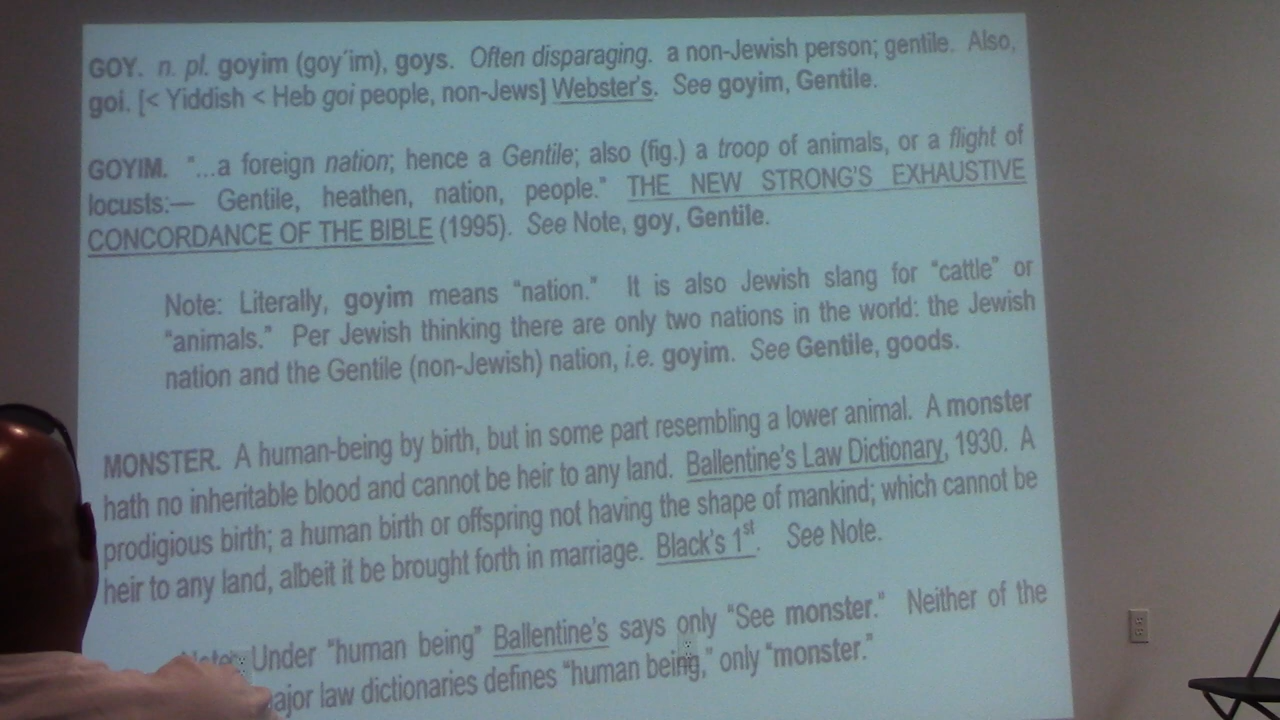 GOY. n. pl. goyim (goy´im), goys. Often disparaging. a non-Jewish person; gentile. Also,
goi. [< Yiddish < Heb goi people, non-Jews] Webster's. See goyim, Gentile.
GOYIM. "...a foreign nation; hence a Gentile; also (fig.) a troop of animals, or a flight of
locusts:— Gentile, heathen, nation, people." THE NEW STRONG'S EXHAUSTIVE
CONCORDANCE OF THE BIBLE (1995). See Note, goy, Gentile.
Note: Literally, goyim means "nation." It is also Jewish slang for "cattle" or
"animals." Per Jewish thinking there are only two nations in the world: the Jewish
nation and the Gentile (non-Jewish) nation, i.e. goyim. See Gentile, goods.
MONSTER. A human-being by birth, but in some part resembling a lower animal. A monster
hath no inheritable blood and cannot be heir to any land. Ballentine's Law Dictionary, 1930. A
prodigious birth; a human birth or offspring not having the shape of mankind; which cannot be
heir to any land, albeit it be brought forth in marriage. Black's 1st. See Note.
Note: Under "human being" Ballentine's says only "See monster." Neither of the
ajor law dictionaries defines "human being," only "monster."